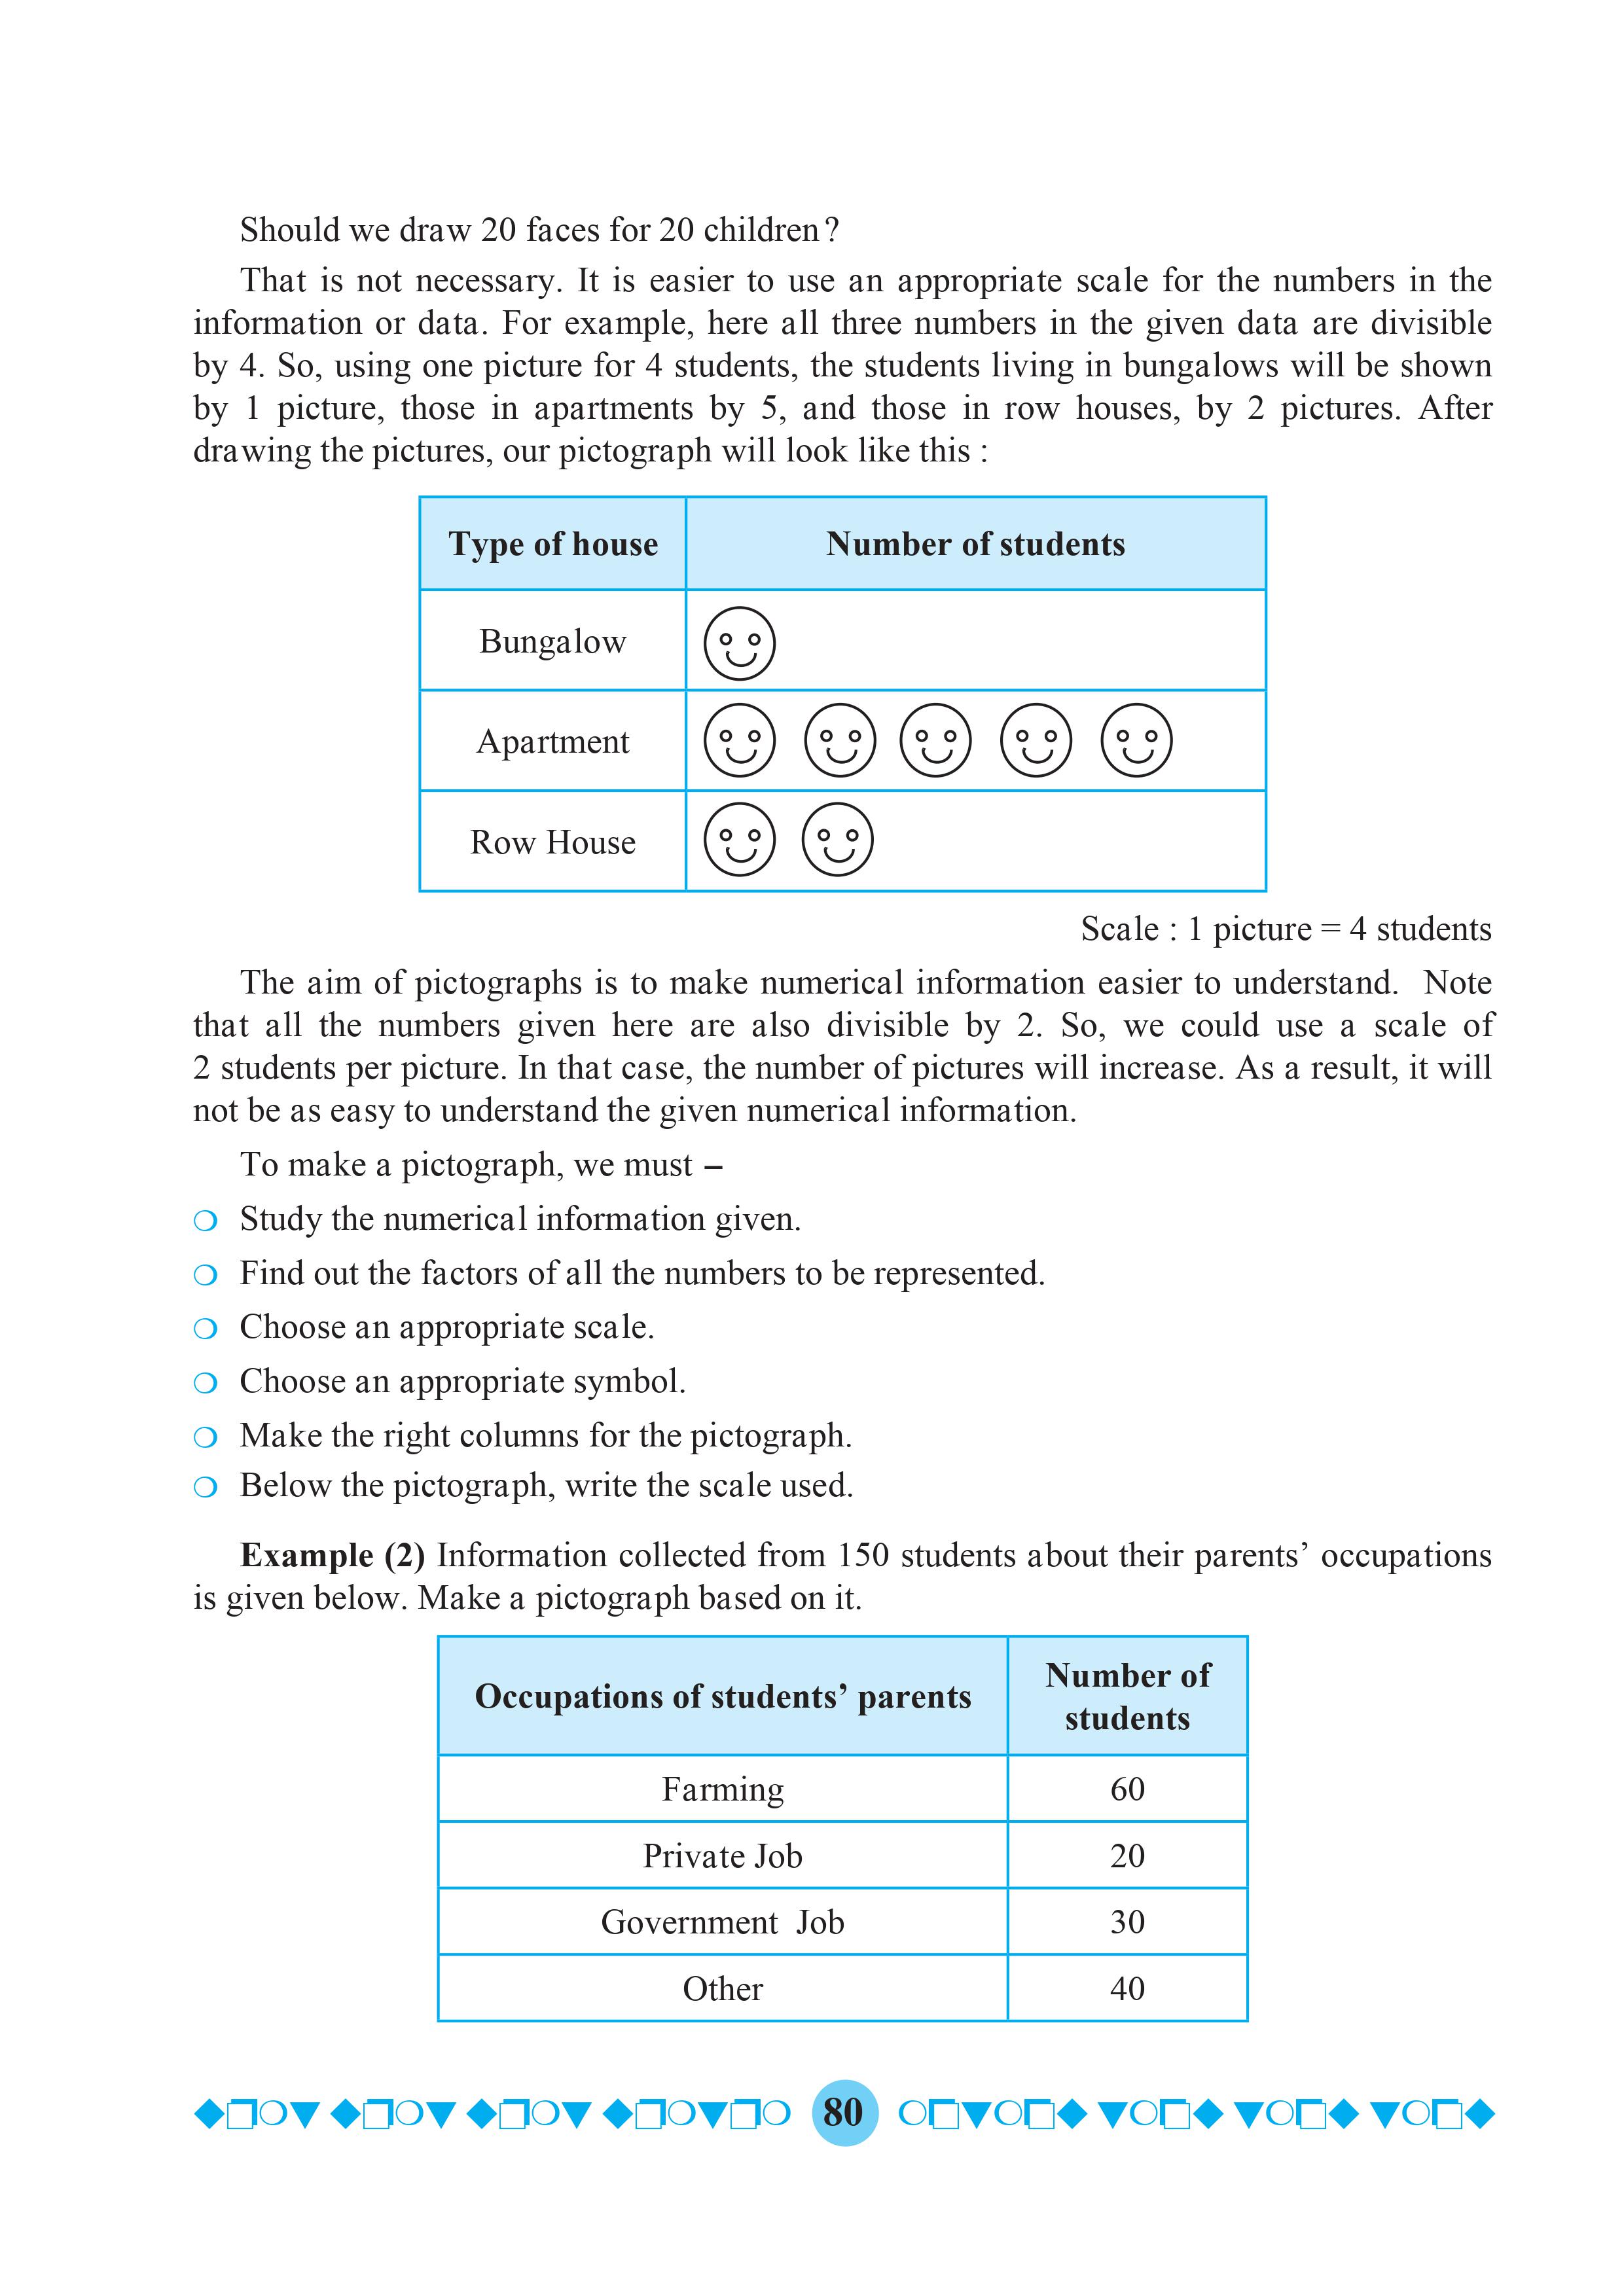 Should we draw 20 faces for 20 children?
That is not necessary. It is easier to use an appropriate scale for the numbers in the
information or data. For example, here all three numbers in the given data are divisible
by 4. So, using one picture for 4 students, the students living in bungalows will be shown
by 1 picture, those in apartments by 5, and those in row houses, by 2 pictures. After
drawing the pictures, our pictograph will look like this :
Type of house Number of students
Bungalow
Apartment
Row House
Scale : 1 picture = 4 students
The aim of pictographs is to make numerical information easier to understand. Note
that all the numbers given here are also divisible by 2. So, we could use a scale of
2 students per picture. In that case, the number of pictures will increase. As a result, it will
not be as easy to understand the given numerical information.
To make a pictograph, we must –
Study the numerical information given.
Find out the factors of all the numbers to be represented.
Choose an appropriate scale.
Choose an appropriate symbol.
Make the right columns for the pictograph.
Below the pictograph, write the scale used.
Example (2) Information collected from 150 students about their parents’ occupations
is given below. Make a pictograph based on it.
Occupations of students’ parents Number of
students
Farming 60
Private Job 20
Government Job 30
Other 40
80